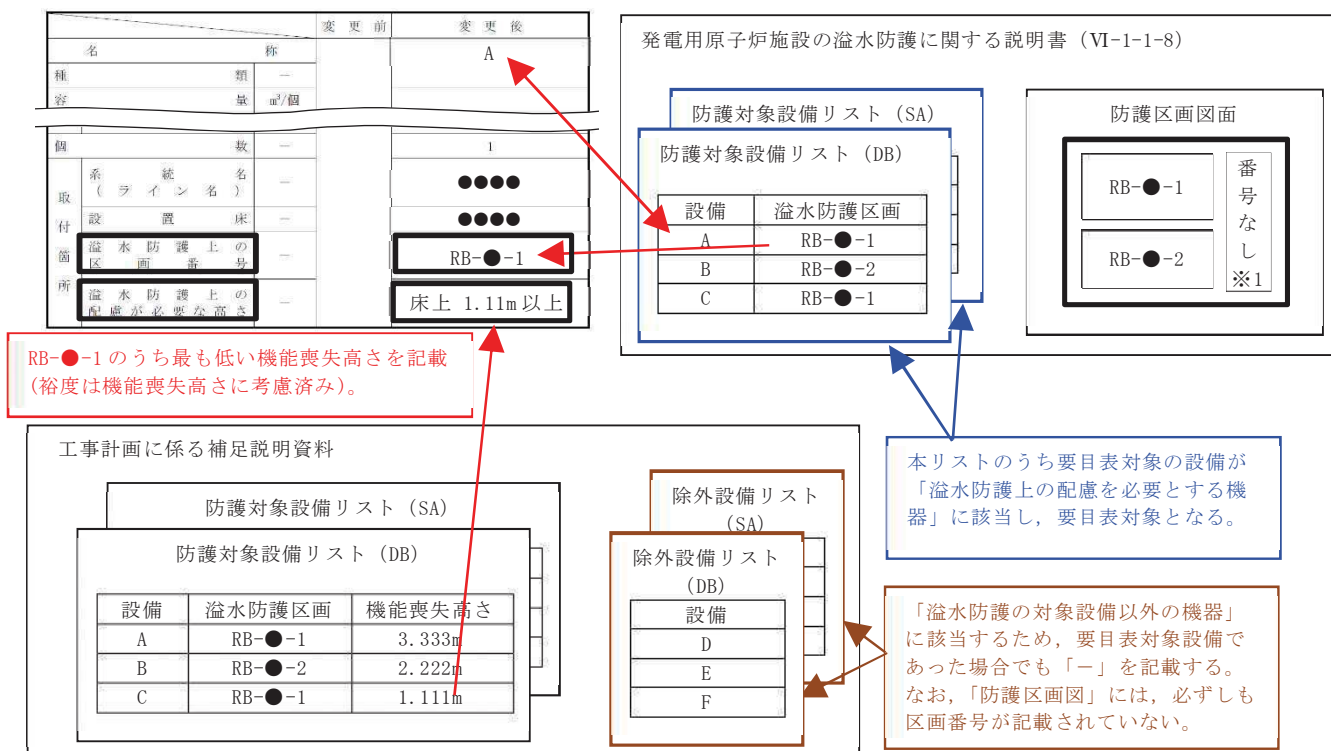 変更前 変更後
名称 A
種類 －
容量 m³/個
個数 － 1
取付箇所
系統名
(ライン名) － ●●●●
設置床 － ●●●●
溢水防護上の
区画番号 － RB-●-1
溢水防護上の
配慮が必要な高さ － 床上 1.11m以上
RB-●-1 のうち最も低い機能喪失高さを記載
(裕度は機能喪失高さに考慮済み)。
発電用原子炉施設の溢水防護に関する説明書 (Ⅵ-1-1-8)
防護対象設備リスト (SA)
防護対象設備リスト (DB)
設備 溢水防護区画
A RB-●-1
B RB-●-2
C RB-●-1
防護区画図面
RB-●-1
RB-●-2
番号なし※1
本リストのうち要目表対象の設備が
「溢水防護上の配慮を必要とする機
器」に該当し，要目表対象となる。
工事計画に係る補足説明資料
防護対象設備リスト (SA)
防護対象設備リスト (DB)
設備 溢水防護区画 機能喪失高さ
A RB-●-1 3.333m
B RB-●-2 2.222m
C RB-●-1 1.111m
除外設備リスト
(SA)
除外設備リスト
(DB)
設備
D
E
F
「溢水防護の対象設備以外の機器」
に該当するため，要目表対象設備で
あった場合でも「－」を記載する。
なお，「防護区画図」には，必ずしも
区画番号が記載されていない。